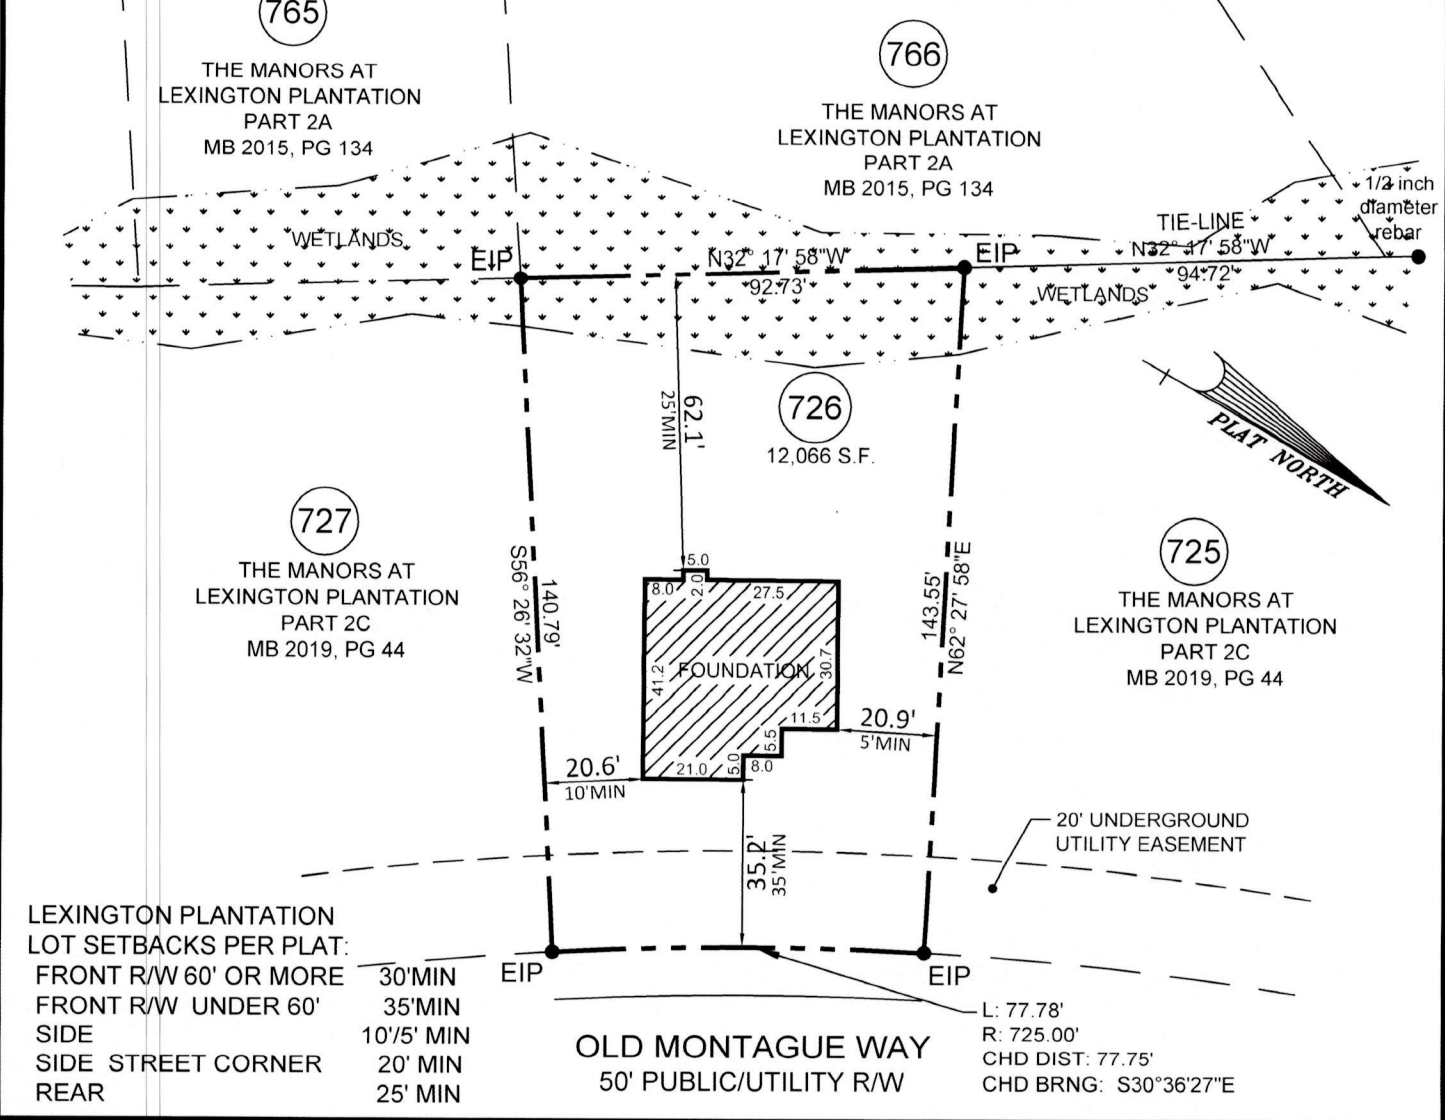 765
THE MANORS AT
LEXINGTON PLANTATION
PART 2A
MB 2015, PG 134
766
THE MANORS AT
LEXINGTON PLANTATION
PART 2A
MB 2015, PG 134
1/2 inch
diameter
rebar
WETLANDS
EIP
N32° 17' 58"W
92.73'
EIP
TIE-LINE
N32° 17' 58"W
94.72'
WETLANDS
62.1'
25'MIN
726
12,066 S.F.
PLAT NORTH
727
THE MANORS AT
LEXINGTON PLANTATION
PART 2C
MB 2019, PG 44
S56° 26' 32"W
140.79'
143.55'
N62° 27' 58"E
725
THE MANORS AT
LEXINGTON PLANTATION
PART 2C
MB 2019, PG 44
5.0
8.0
2.0
27.5
41.2
FOUNDATION
30.7
11.5
5.5
8.0
5.0
21.0
20.6'
10'MIN
20.9'
5'MIN
35.2'
35'MIN
20' UNDERGROUND
UTILITY EASEMENT
LEXINGTON PLANTATION
LOT SETBACKS PER PLAT:
FRONT R/W 60' OR MORE 30'MIN
FRONT R/W UNDER 60' 35'MIN
SIDE 10'/5' MIN
SIDE STREET CORNER 20' MIN
REAR 25' MIN
EIP
EIP
OLD MONTAGUE WAY
50' PUBLIC/UTILITY R/W
L: 77.78'
R: 725.00'
CHD DIST: 77.75'
CHD BRNG: S30°36'27"E